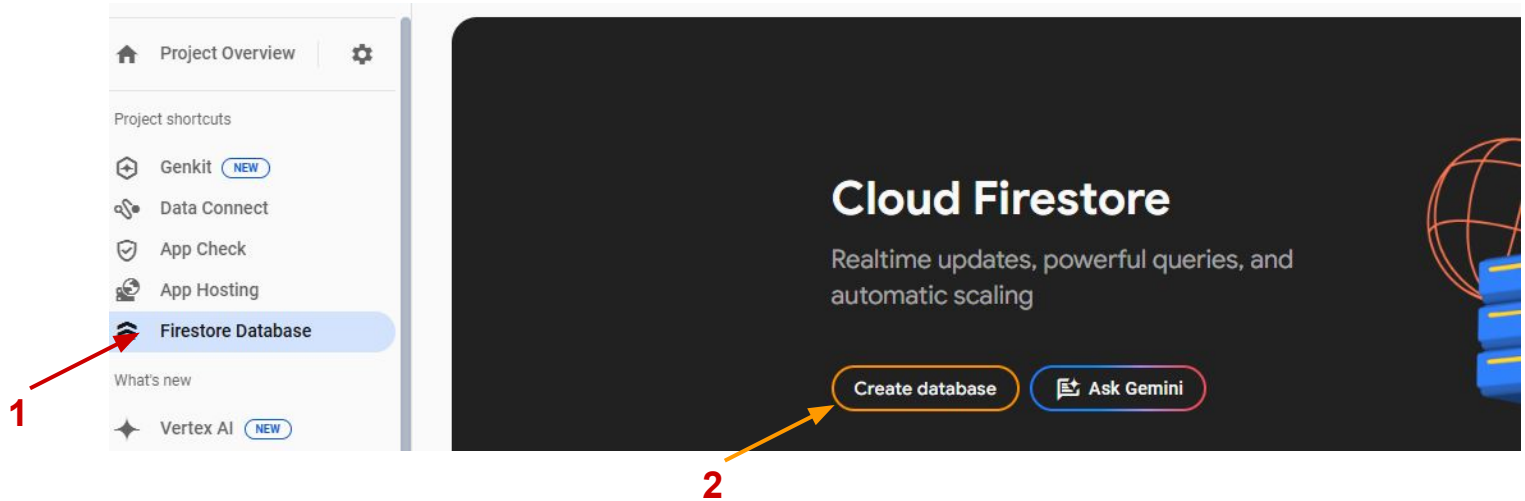 Project Overview
Project shortcuts
Genkit NEW
Data Connect
App Check
App Hosting
Firestore Database
What's new
Vertex AI NEW
1
Cloud Firestore
Realtime updates, powerful queries, and
automatic scaling
Create database
Ask Gemini
2